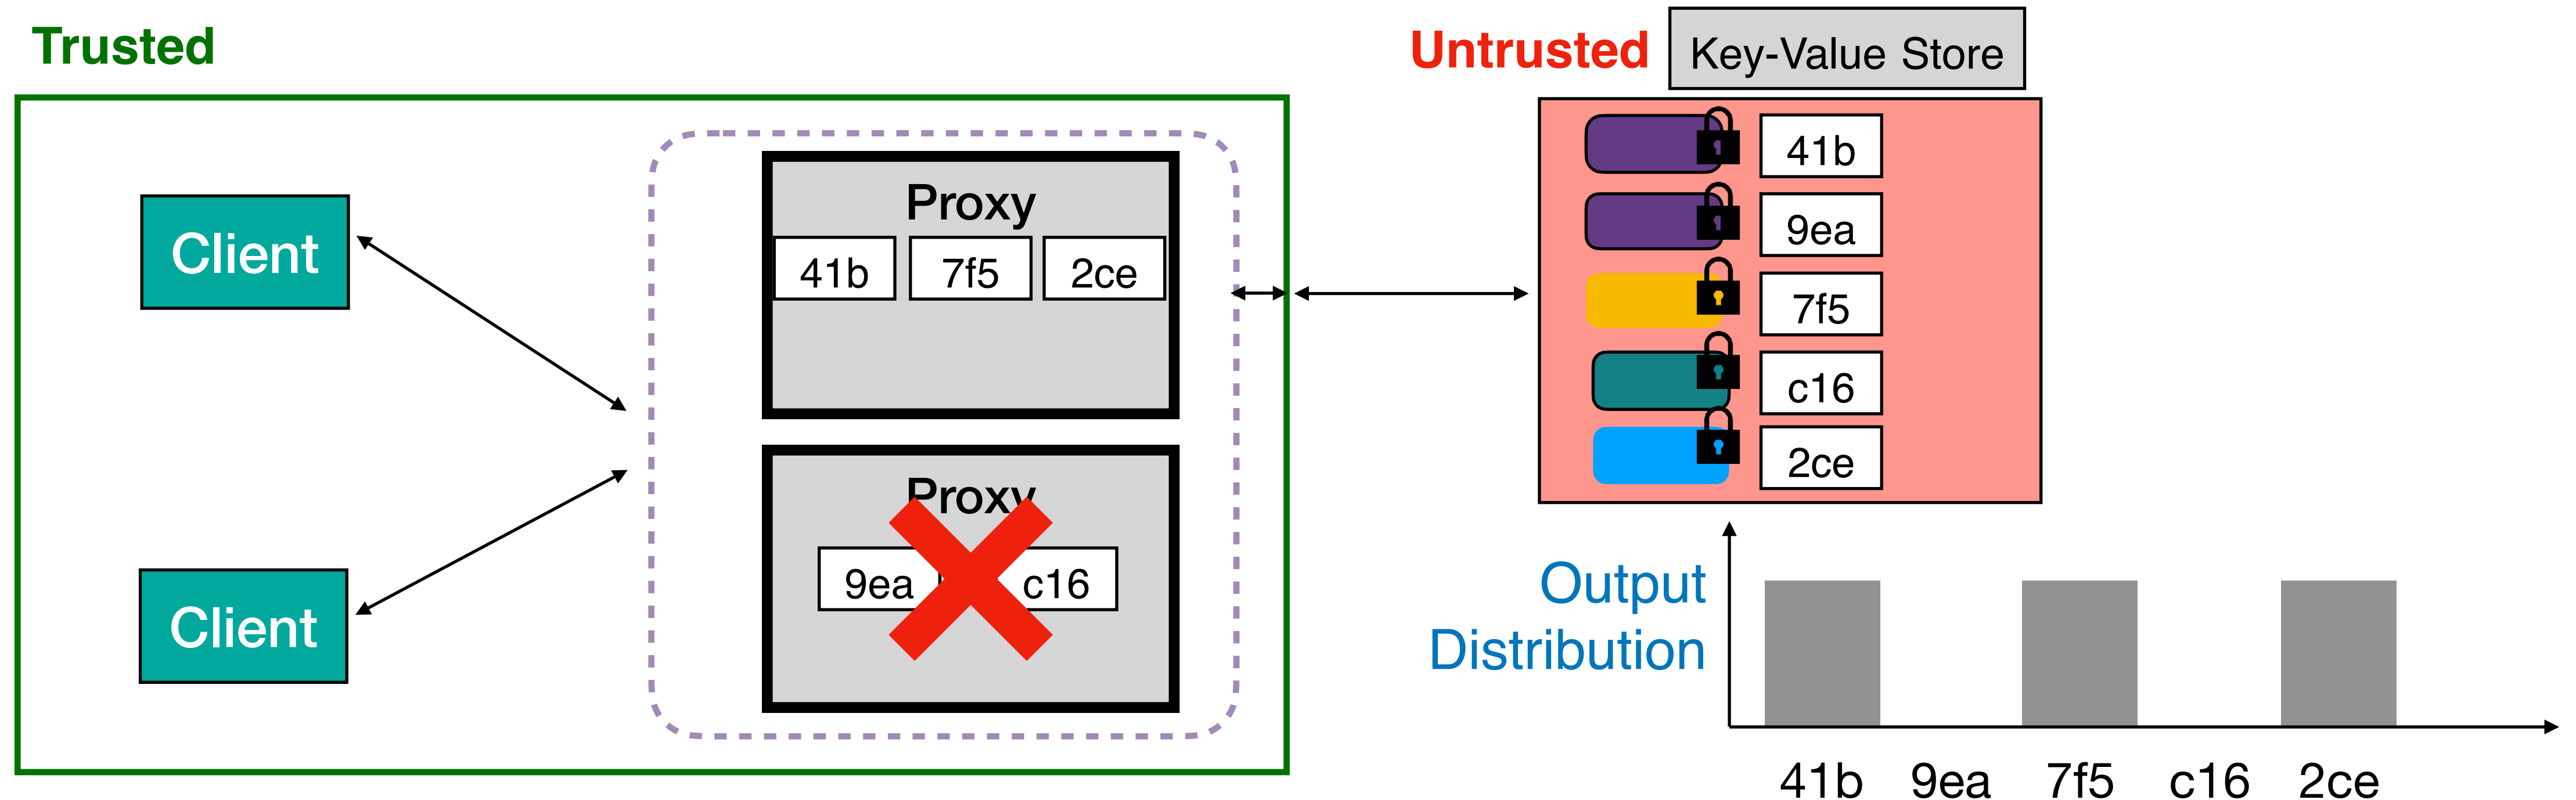 Trusted
Untrusted
Key-Value Store
Client
Client
Proxy
41b 7f5 2ce
Proxy
9ea c16
41b
9ea
7f5
c16
2ce
Output
Distribution
41b 9ea 7f5 c16 2ce